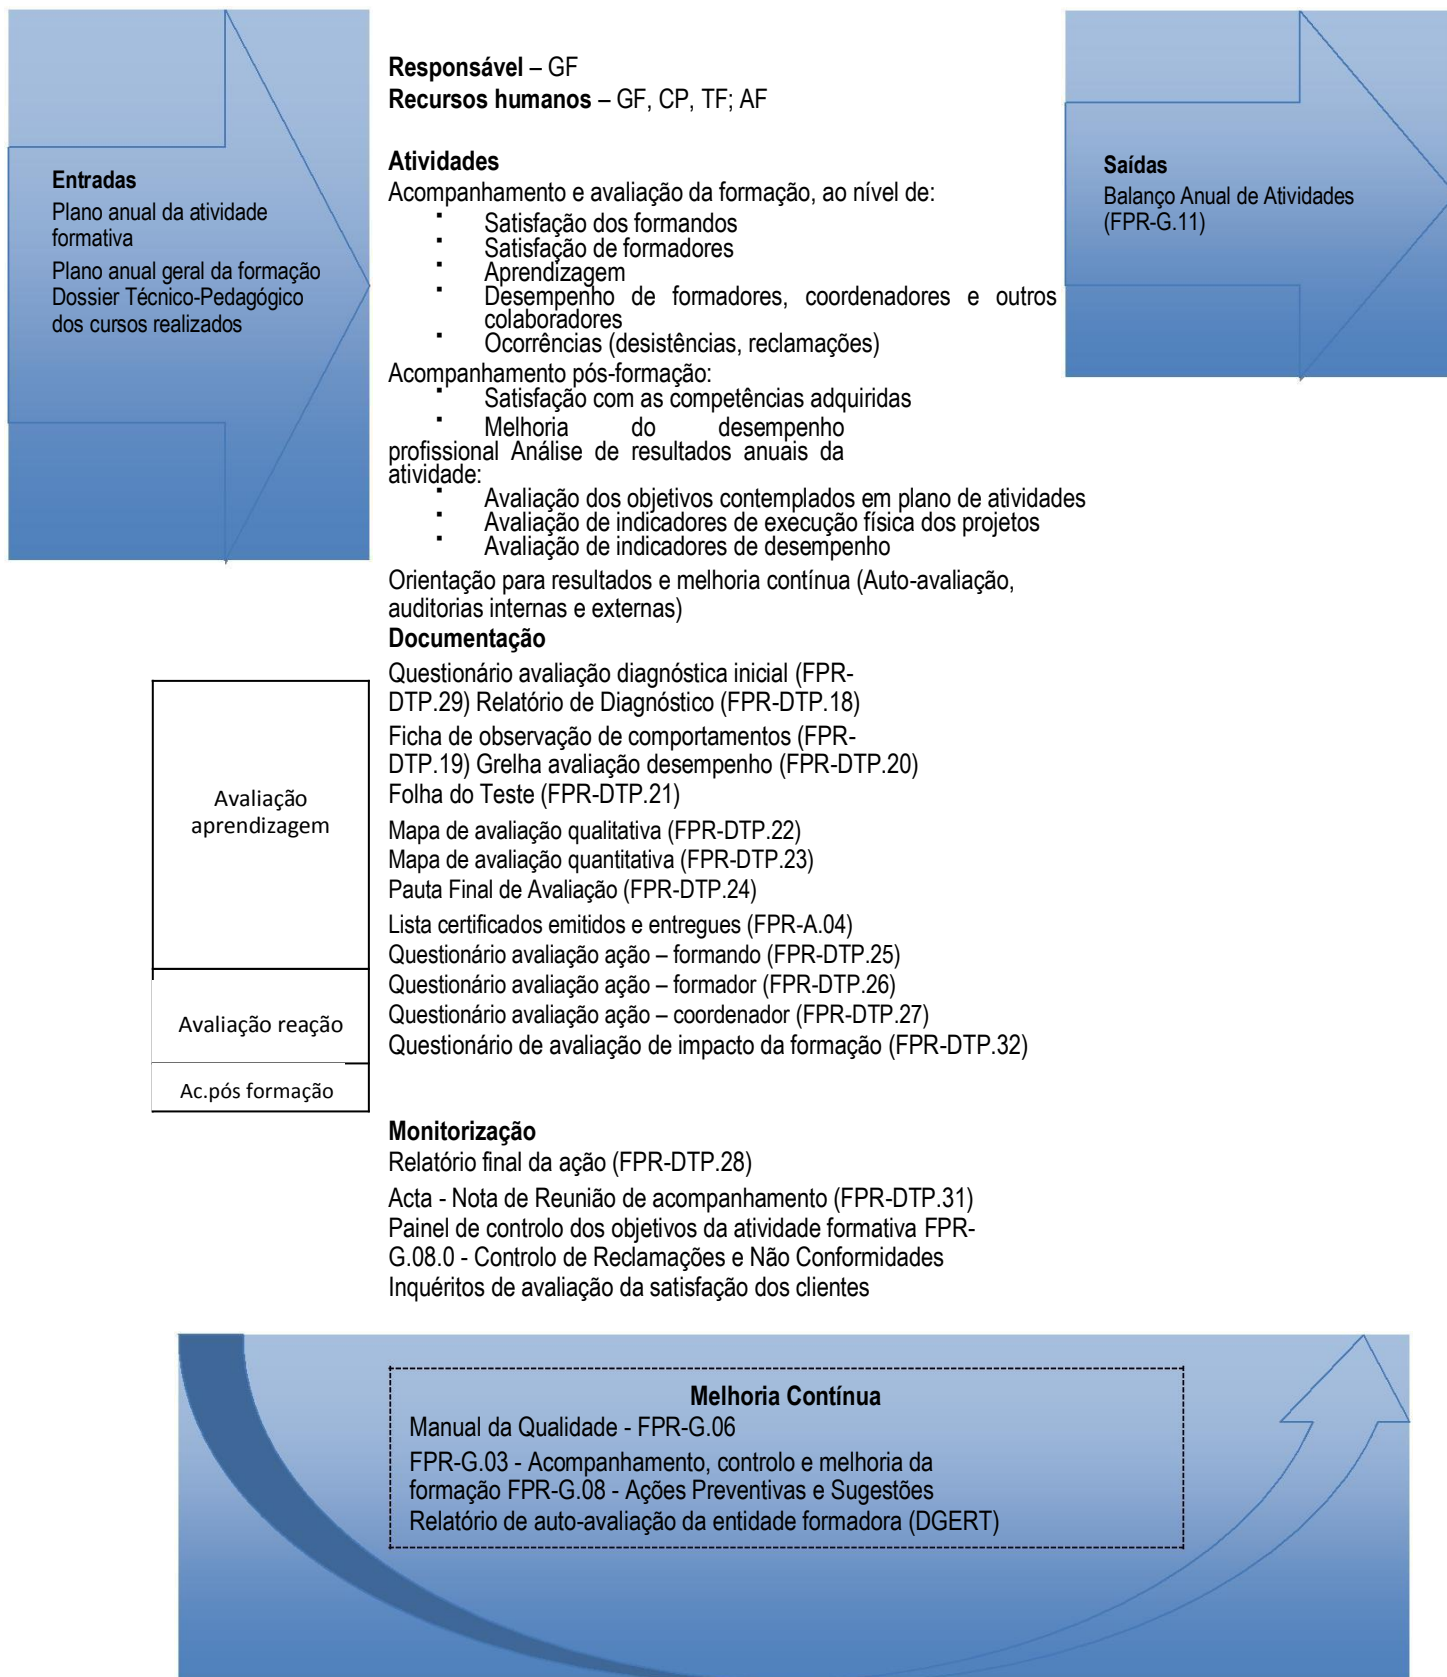 Responsável – GF
Recursos humanos – GF, CP, TF; AF
Entradas
Plano anual da atividade
formativa
Plano anual geral da formação
Dossier Técnico-Pedagógico
dos cursos realizados
Atividades
Acompanhamento e avaliação da formação, ao nível de:
▪ Satisfação dos formandos
▪ Satisfação de formadores
▪ Aprendizagem
▪ Desempenho de formadores, coordenadores e outros
colaboradores
▪ Ocorrências (desistências, reclamações)
Acompanhamento pós-formação:
▪ Satisfação com as competências adquiridas
▪ Melhoria do desempenho
profissional Análise de resultados anuais da
atividade:
▪ Avaliação dos objetivos contemplados em plano de atividades
▪ Avaliação de indicadores de execução física dos projetos
▪ Avaliação de indicadores de desempenho
Orientação para resultados e melhoria contínua (Auto-avaliação,
auditorias internas e externas)
Saídas
Balanço Anual de Atividades
(FPR-G.11)
Documentação
Questionário avaliação diagnóstica inicial (FPR-
DTP.29) Relatório de Diagnóstico (FPR-DTP.18)
Ficha de observação de comportamentos (FPR-
DTP.19) Grelha avaliação desempenho (FPR-DTP.20)
Folha do Teste (FPR-DTP.21)
Mapa de avaliação qualitativa (FPR-DTP.22)
Mapa de avaliação quantitativa (FPR-DTP.23)
Pauta Final de Avaliação (FPR-DTP.24)
Lista certificados emitidos e entregues (FPR-A.04)
Questionário avaliação ação – formando (FPR-DTP.25)
Questionário avaliação ação – formador (FPR-DTP.26)
Questionário avaliação ação – coordenador (FPR-DTP.27)
Questionário de avaliação de impacto da formação (FPR-DTP.32)
Avaliação
aprendizagem
Avaliação reação
Ac.pós formação
Monitorização
Relatório final da ação (FPR-DTP.28)
Acta - Nota de Reunião de acompanhamento (FPR-DTP.31)
Painel de controlo dos objetivos da atividade formativa FPR-
G.08.0 - Controlo de Reclamações e Não Conformidades
Inquéritos de avaliação da satisfação dos clientes
Melhoria Contínua
Manual da Qualidade - FPR-G.06
FPR-G.03 - Acompanhamento, controlo e melhoria da
formação FPR-G.08 - Ações Preventivas e Sugestões
Relatório de auto-avaliação da entidade formadora (DGERT)